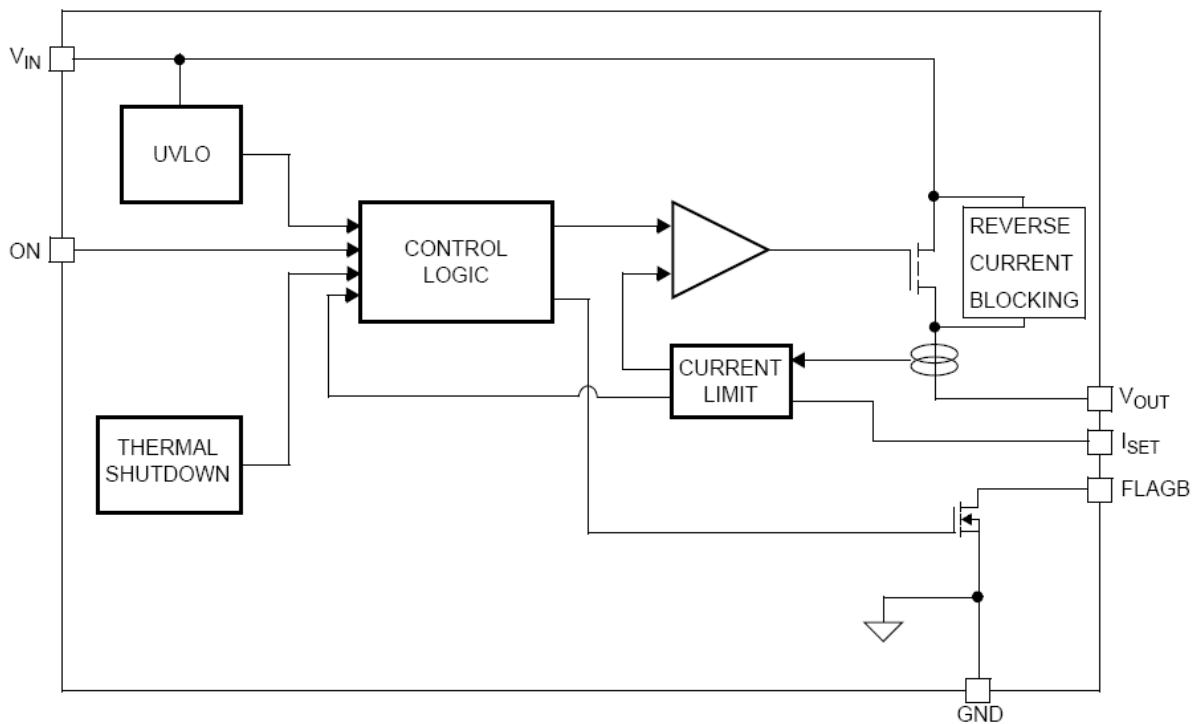 VIN
UVLO
ON
CONTROL
LOGIC
REVERSE
CURRENT
BLOCKING
CURRENT
LIMIT
VOUT
ISET
THERMAL
SHUTDOWN
FLAGB
GND